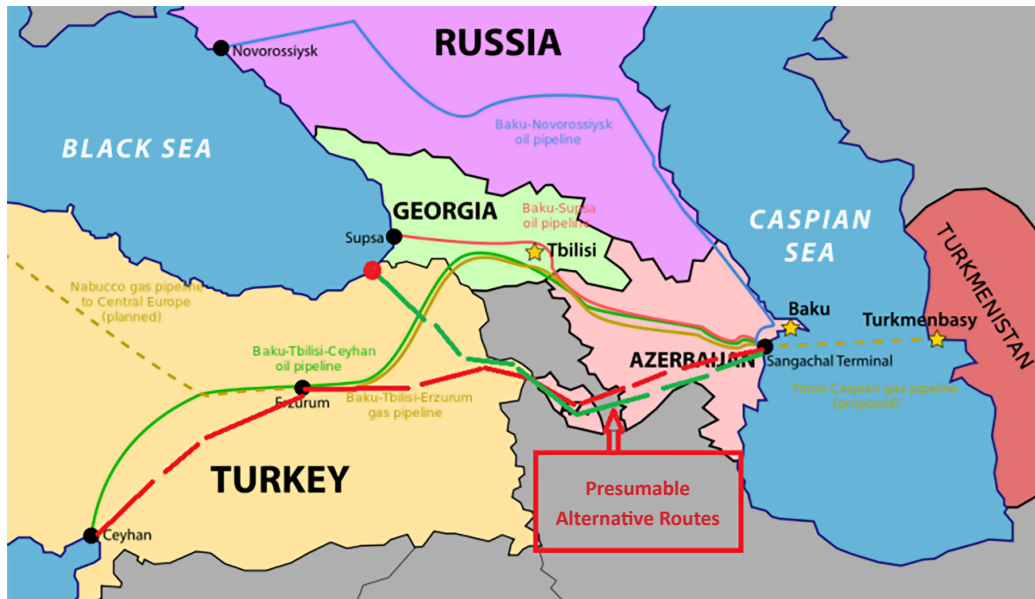 RUSSIA
Novorossiysk
Baku-Novorossiysk
oil pipeline
BLACK SEA
GEORGIA
Baku-Supsa
oil pipeline
CASPIAN
SEA
Supsa
Tbilisi
TURKMENISTAN
Nabucco gas pipeline
to Central Europe
(planned)
Baku
Turkmenbasy
Baku-Tbilisi-Ceyhan
oil pipeline
AZERBAIJAN
Sangachal Terminal
Erzurum
Baku-Tbilisi-Erzurum
gas pipeline
Trans-Caspian gas pipeline
(proposed)
AZ.
TURKEY
Presumable
Alternative Routes
Ceyhan